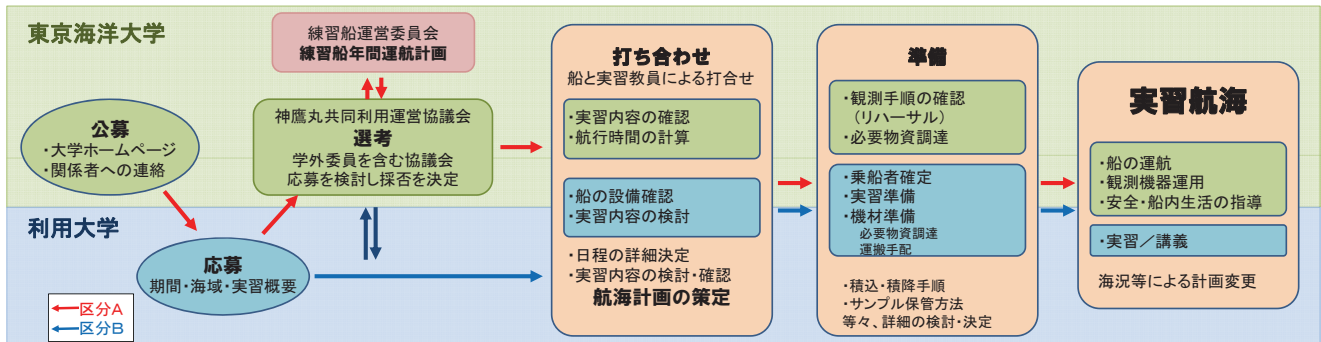 東京海洋大学
練習船運営委員会
練習船年間運航計画
公募
・大学ホームページ
・関係者への連絡
神鷹丸共同利用運営協議会
選考
学外委員を含む協議会
応募を検討し採否を決定
利用大学
応募
期間・海域・実習概要
区分A
区分B
打ち合わせ
船と実習教員による打合せ
・実習内容の確認
・航行時間の計算
・船の設備確認
・実習内容の検討
・日程の詳細決定
・実習内容の検討・確認
航海計画の策定
準備
・観測手順の確認
（リハーサル）
・必要物資調達
・乗船者確定
・実習準備
・機材準備
必要物資調達
運搬手配
・積込・積降手順
・サンプル保管方法
等々、詳細の検討・決定
実習航海
・船の運航
・観測機器運用
・安全・船内生活の指導
・実習／講義
海況等による計画変更